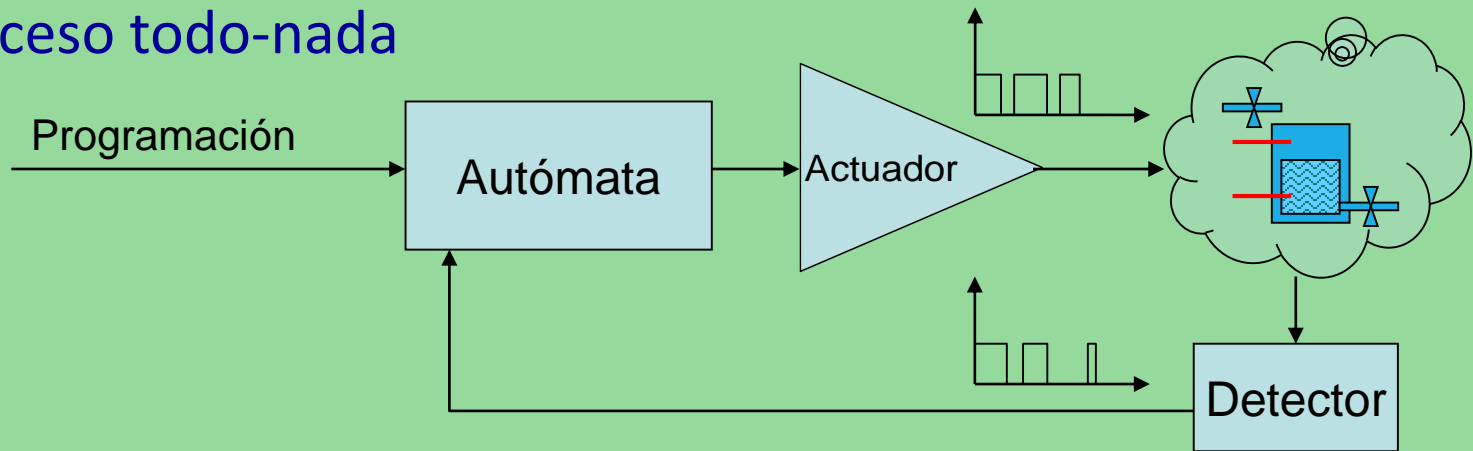 ceso todo-nada
Programación
Autómata
Actuador
Detector